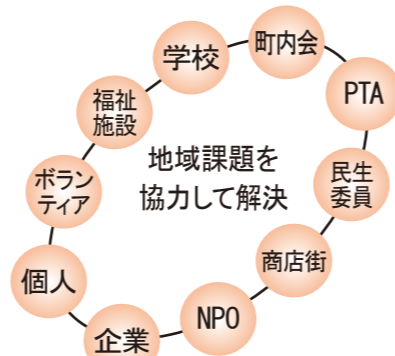 学校
町内会
PTA
福祉
施設
民生
委員
ボラン
ティア
地域課題を
協力して解決
商店街
個人
NPO
企業